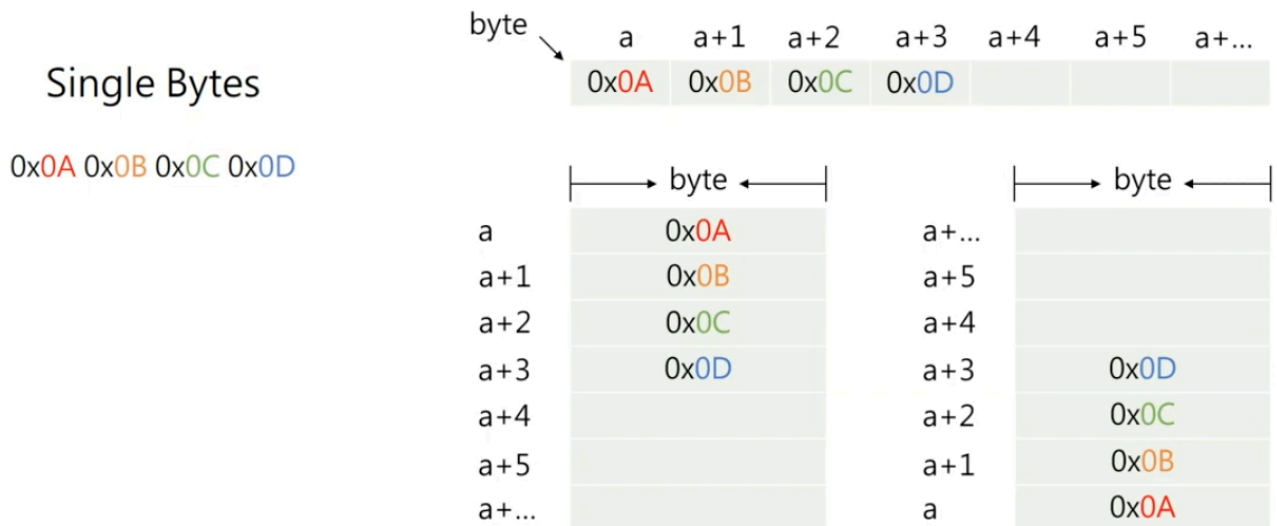 byte
a a+1 a+2 a+3 a+4 a+5 a+...
0x0A 0x0B 0x0C 0x0D
Single Bytes
0x0A 0x0B 0x0C 0x0D
byte
a 0x0A
a+1 0x0B
a+2 0x0C
a+3 0x0D
a+4
a+5
a+...
byte
a+...
a+5
a+4
a+3 0x0D
a+2 0x0C
a+1 0x0B
a 0x0A